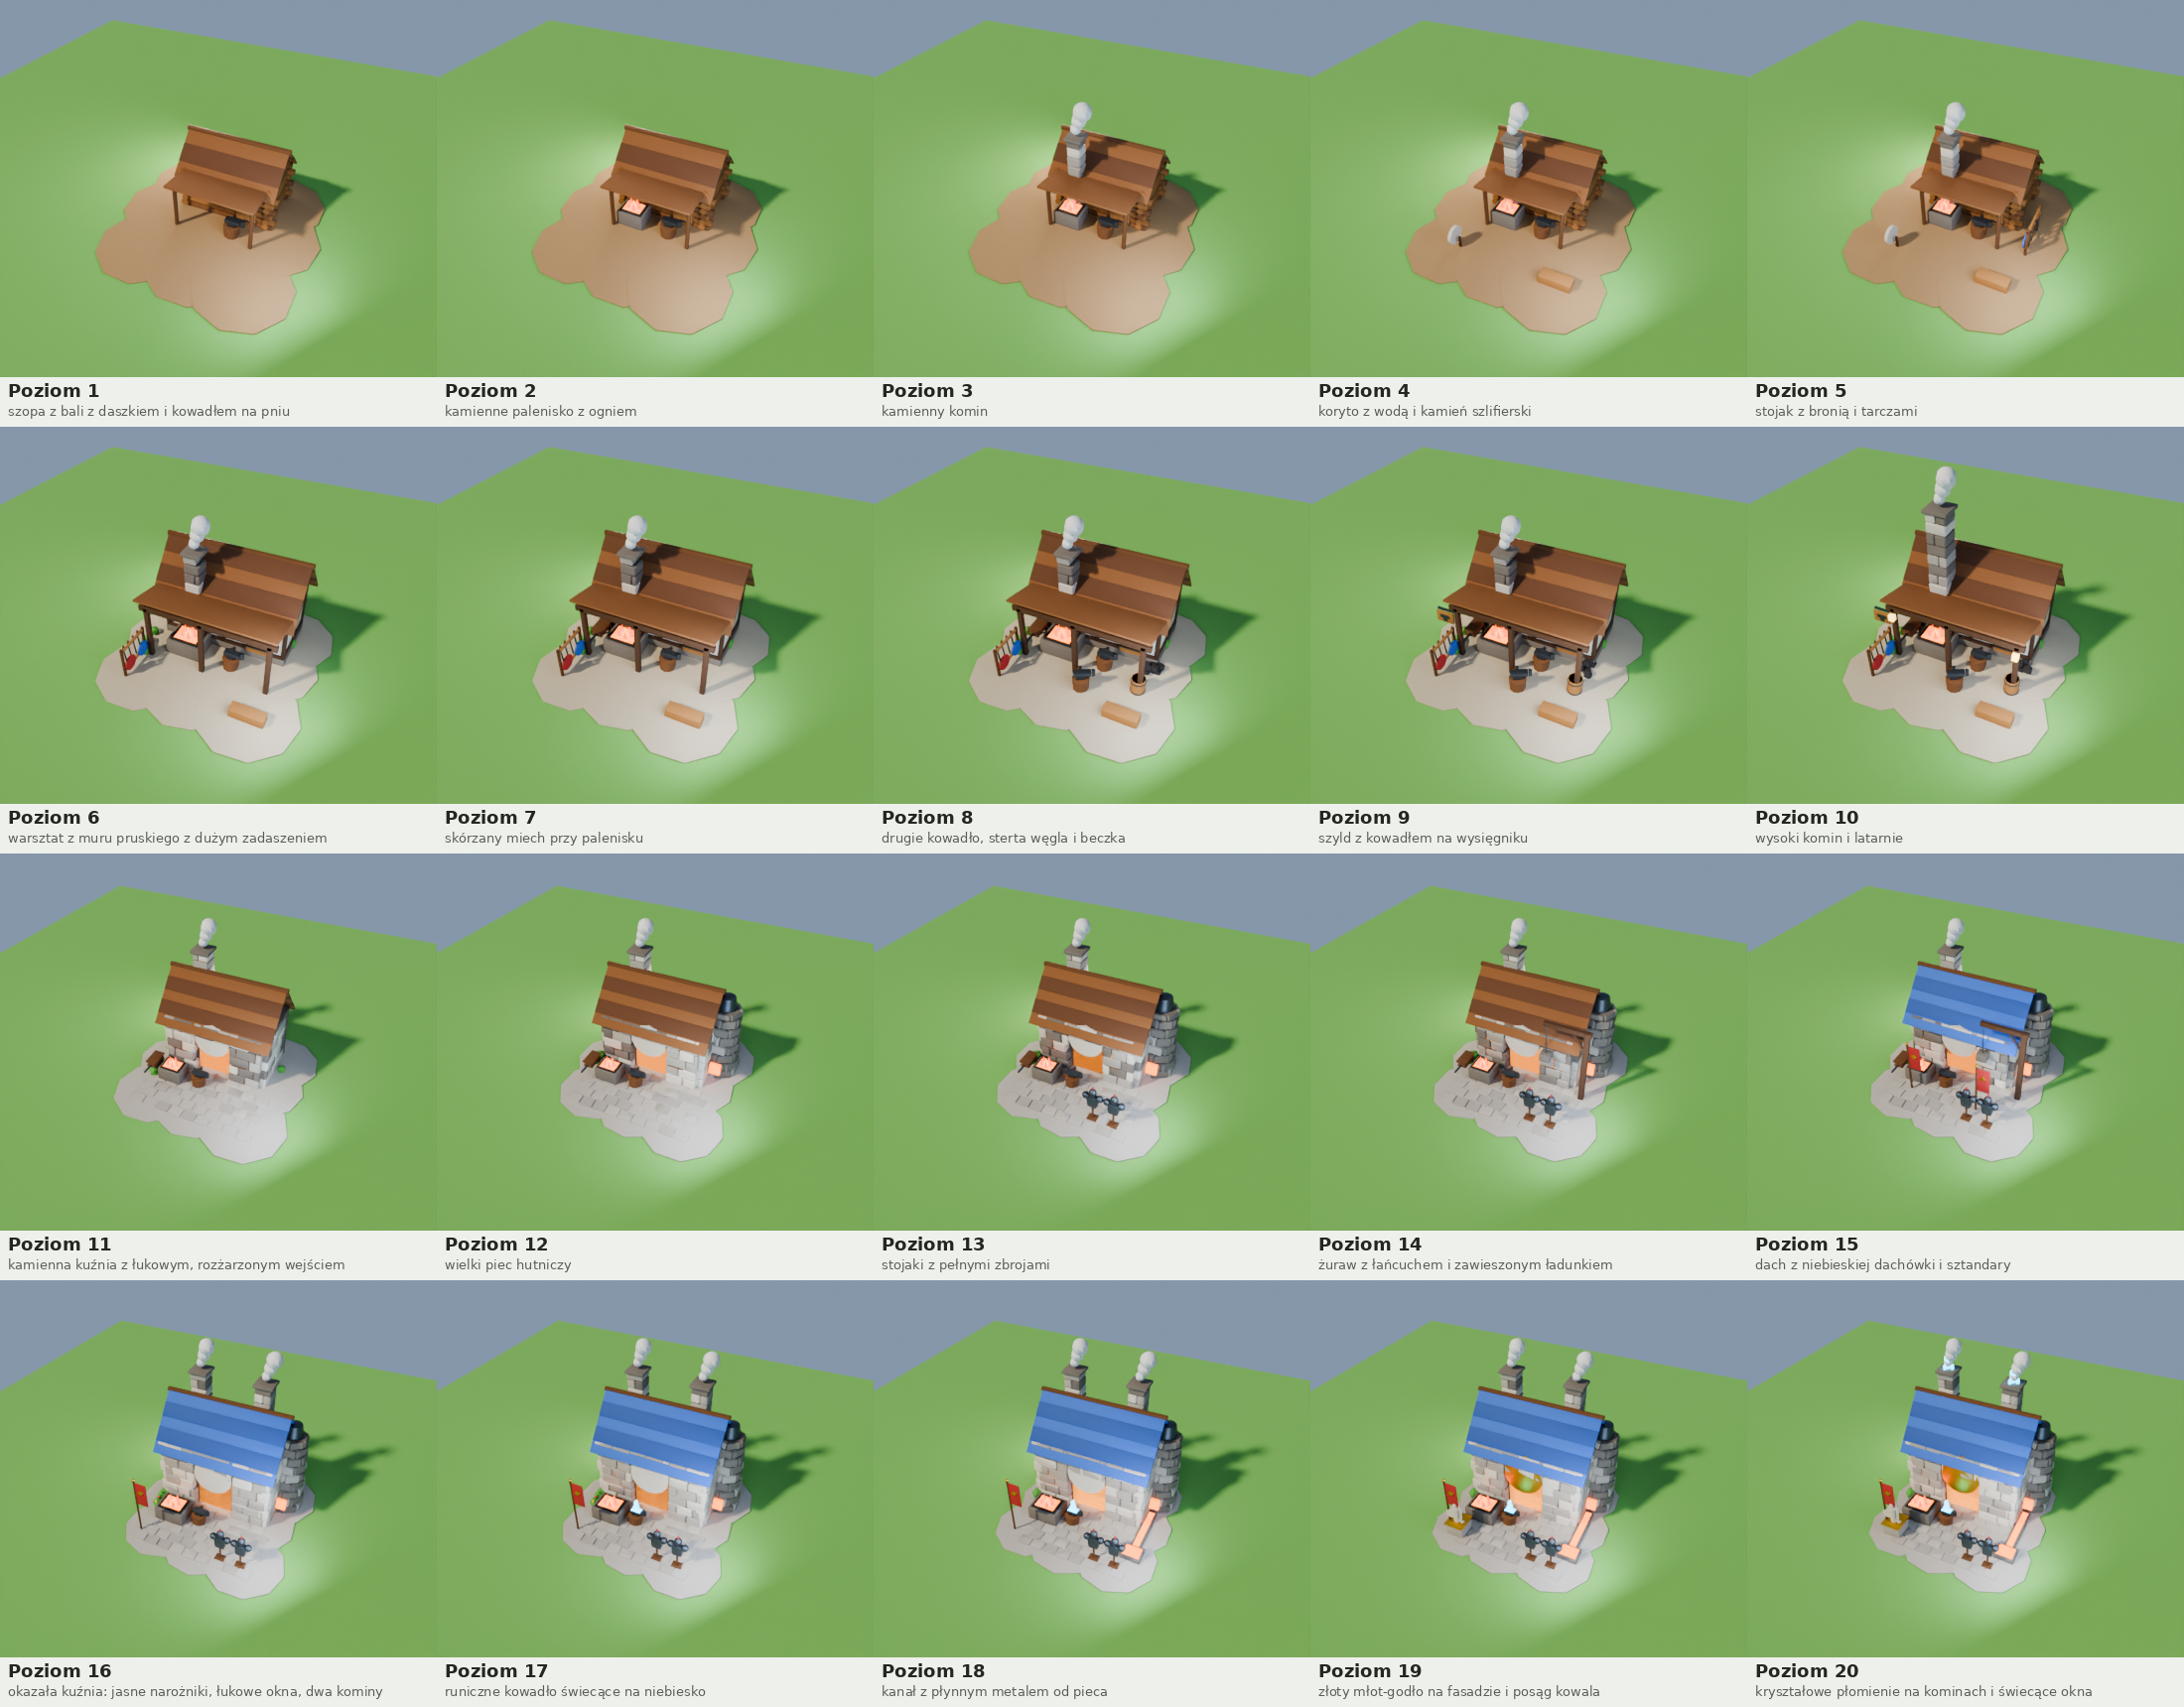 Poziom 1
szopa z bali z daszkiem i kowadłem na pniu
Poziom 2
kamienne palenisko z ogniem
Poziom 3
kamienny komin
Poziom 4
koryto z wodą i kamień szlifierski
Poziom 5
stojak z bronią i tarczami
Poziom 6
warsztat z muru pruskiego z dużym zadaszeniem
Poziom 7
skórzany miech przy palenisku
Poziom 8
drugie kowadło, sterta węgla i beczka
Poziom 9
szyld z kowadłem na wysięgniku
Poziom 10
wysoki komin i latarnie
Poziom 11
kamienna kuźnia z łukowym, rozżarzonym wejściem
Poziom 12
wielki piec hutniczy
Poziom 13
stojaki z pełnymi zbrojami
Poziom 14
żuraw z łańcuchem i zawieszonym ładunkiem
Poziom 15
dach z niebieskiej dachówki i sztandary
Poziom 16
okazała kuźnia: jasne narożniki, łukowe okna, dwa kominy
Poziom 17
runiczne kowadło świecące na niebiesko
Poziom 18
kanał z płynnym metalem od pieca
Poziom 19
złoty młot-godło na fasadzie i posąg kowala
Poziom 20
kryształowe płomienie na kominach i świecące okna